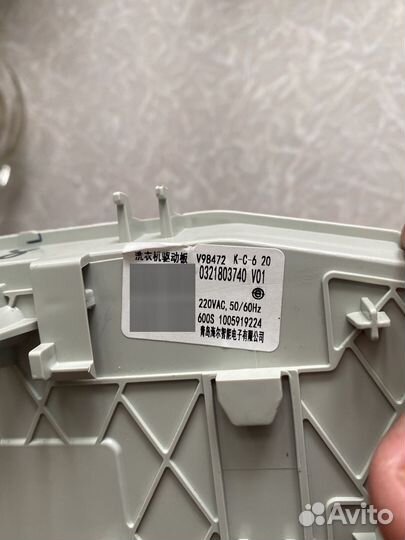 洗衣机驱动板 V98472 K-C-6 20
0321803740 V01
220VAC, 50/60Hz
600S 1005919224
青岛海尔智能电子有限公司
Avito